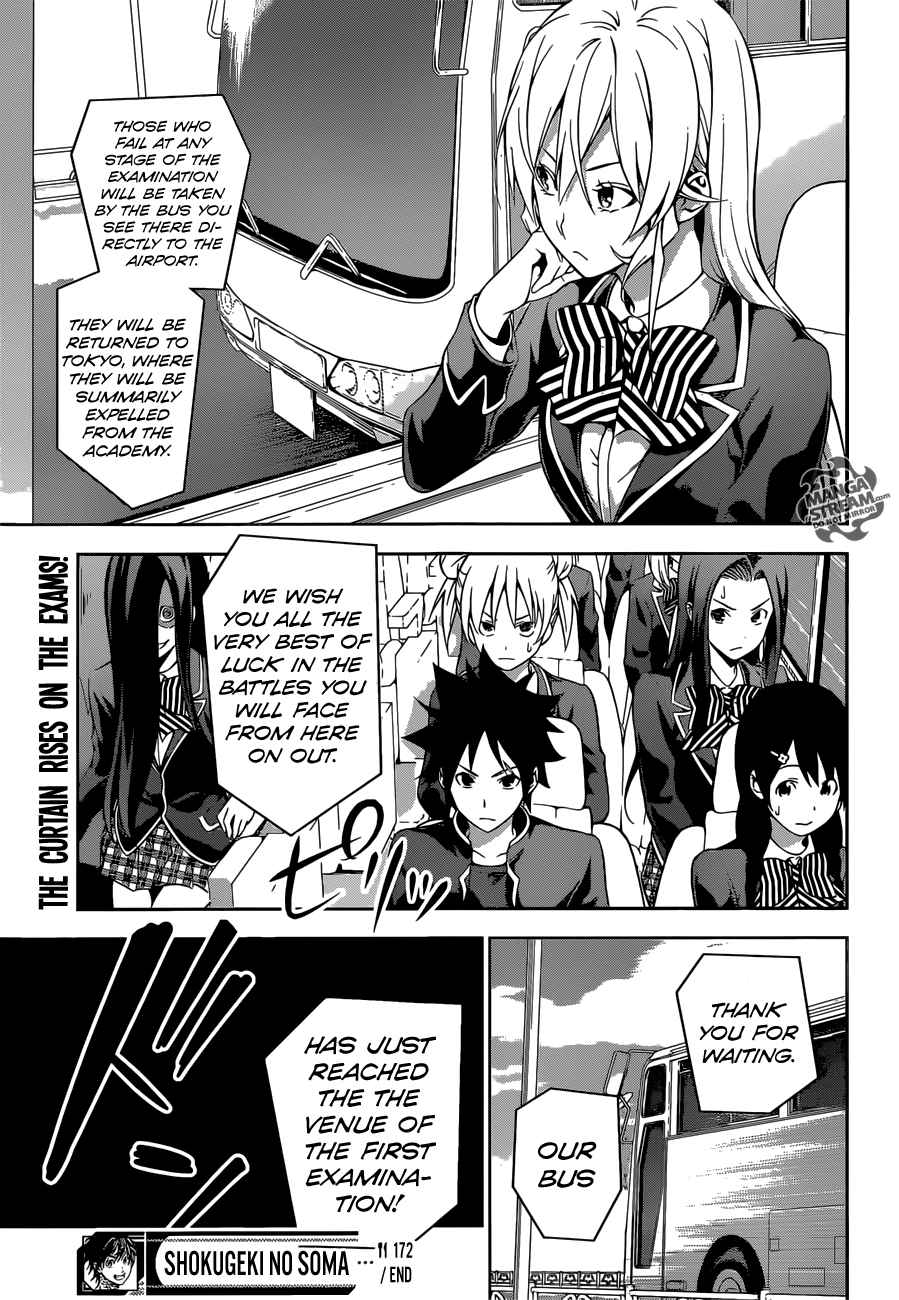 THOSE WHO
FAIL AT ANY
STAGE OF THE
EXAMINATION
WILL BE TAKEN
BY THE BUS YOU
SEE THERE DI-
RECTLY TO THE
AIRPORT.
THEY WILL BE
RETURNED TO
TOKYO, WHERE
THEY WILL BE
SUMMARILY
EXPELLED
FROM THE
ACADEMY.
MANGA
STREAM.com
DO NOT MIRROR
THE CURTAIN RISES ON THE EXAMS!
WE WISH
YOU ALL THE
VERY BEST OF
LUCK IN THE
BATTLES YOU
WILL FACE
FROM HERE
ON OUT.
ピッ
THANK
YOU FOR
WAITING.
OUR
BUS
HAS JUST
REACHED
THE THE
VENUE OF
THE FIRST
EXAMINA-
TION!
ドン
SHOKUGEKI NO SOMA ... 172
/ END